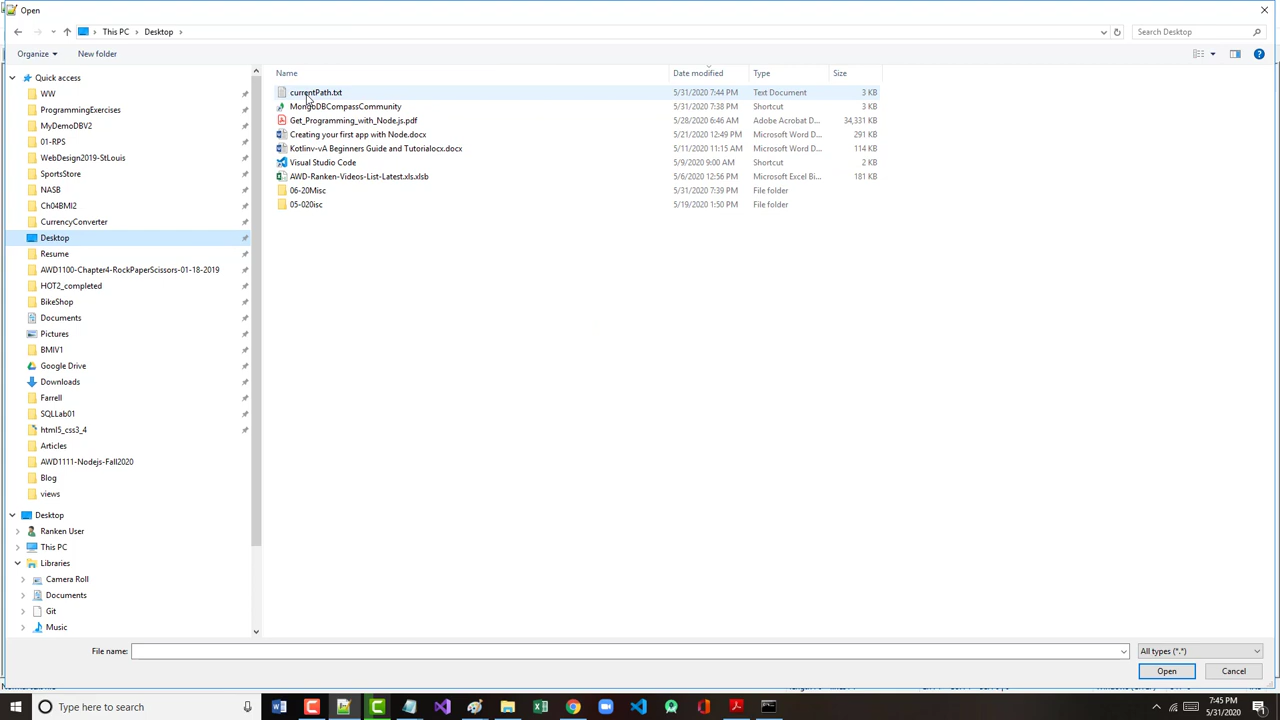 Open
This PC
Desktop
Search Desktop
Organize
New folder
Quick access
WW
ProgrammingExercises
MyDemoDBV2
01-RPS
WebDesign2019-StLouis
SportsStore
NASB
Ch04BMI2
CurrencyConverter
Desktop
Resume
AWD1100-Chapter4-RockPaperScissors-01-18-2019
HOT2_completed
BikeShop
Documents
Pictures
BMIV1
Google Drive
Downloads
Farrell
SQLLab01
html5_css3_4
Articles
AWD1111-Nodejs-Fall2020
Blog
views
Desktop
Ranken User
This PC
Libraries
Camera Roll
Documents
Git
Music
Name Date modified Type Size
currentPath.txt 5/31/2020 7:44 PM Text Document 3 KB
MongoDBCompassCommunity 5/31/2020 7:38 PM Shortcut 3 KB
Get_Programming_with_Node.js.pdf 5/28/2020 6:46 AM Adobe Acrobat D... 34,331 KB
Creating your first app with Node.docx 5/21/2020 12:49 PM Microsoft Word D... 291 KB
Kotlinv-vA Beginners Guide and Tutorialocx.docx 5/11/2020 11:15 AM Microsoft Word D... 114 KB
Visual Studio Code 5/9/2020 9:00 AM Shortcut 2 KB
AWD-Ranken-Videos-List-Latest.xls.xlsb 5/6/2020 12:56 PM Microsoft Excel Bi... 181 KB
06-20Misc 5/31/2020 7:39 PM File folder
05-020isc 5/19/2020 1:50 PM File folder
File name:
All types (*.*)
Open
Cancel
Type here to search
7:45 PM
5/31/2020